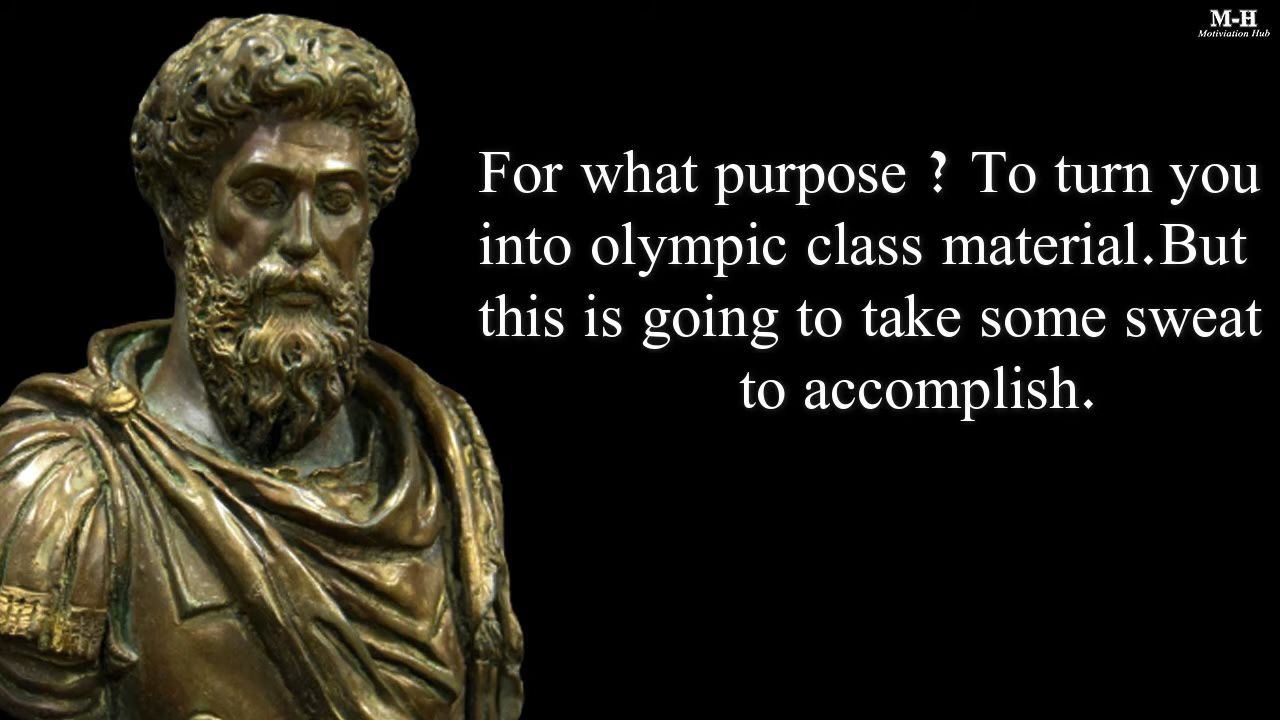 M-H
Motiviation Hub
For what purpose ? To turn you
into olympic class material.But
this is going to take some sweat
to accomplish.